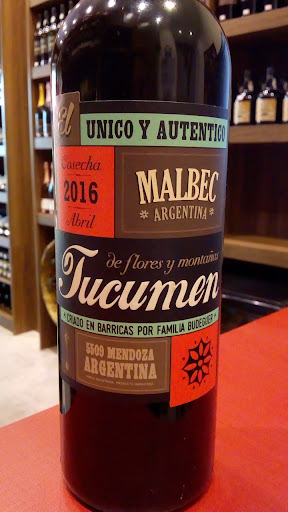 El
UNICO Y AUTENTICO
Cosecha
2016
Abril
MALBEC
ARGENTINA
de flores y montañas
Tucumen
CRIADO EN BARRICAS POR FAMILIA BUDEGUER
5509 MENDOZA
ARGENTINA